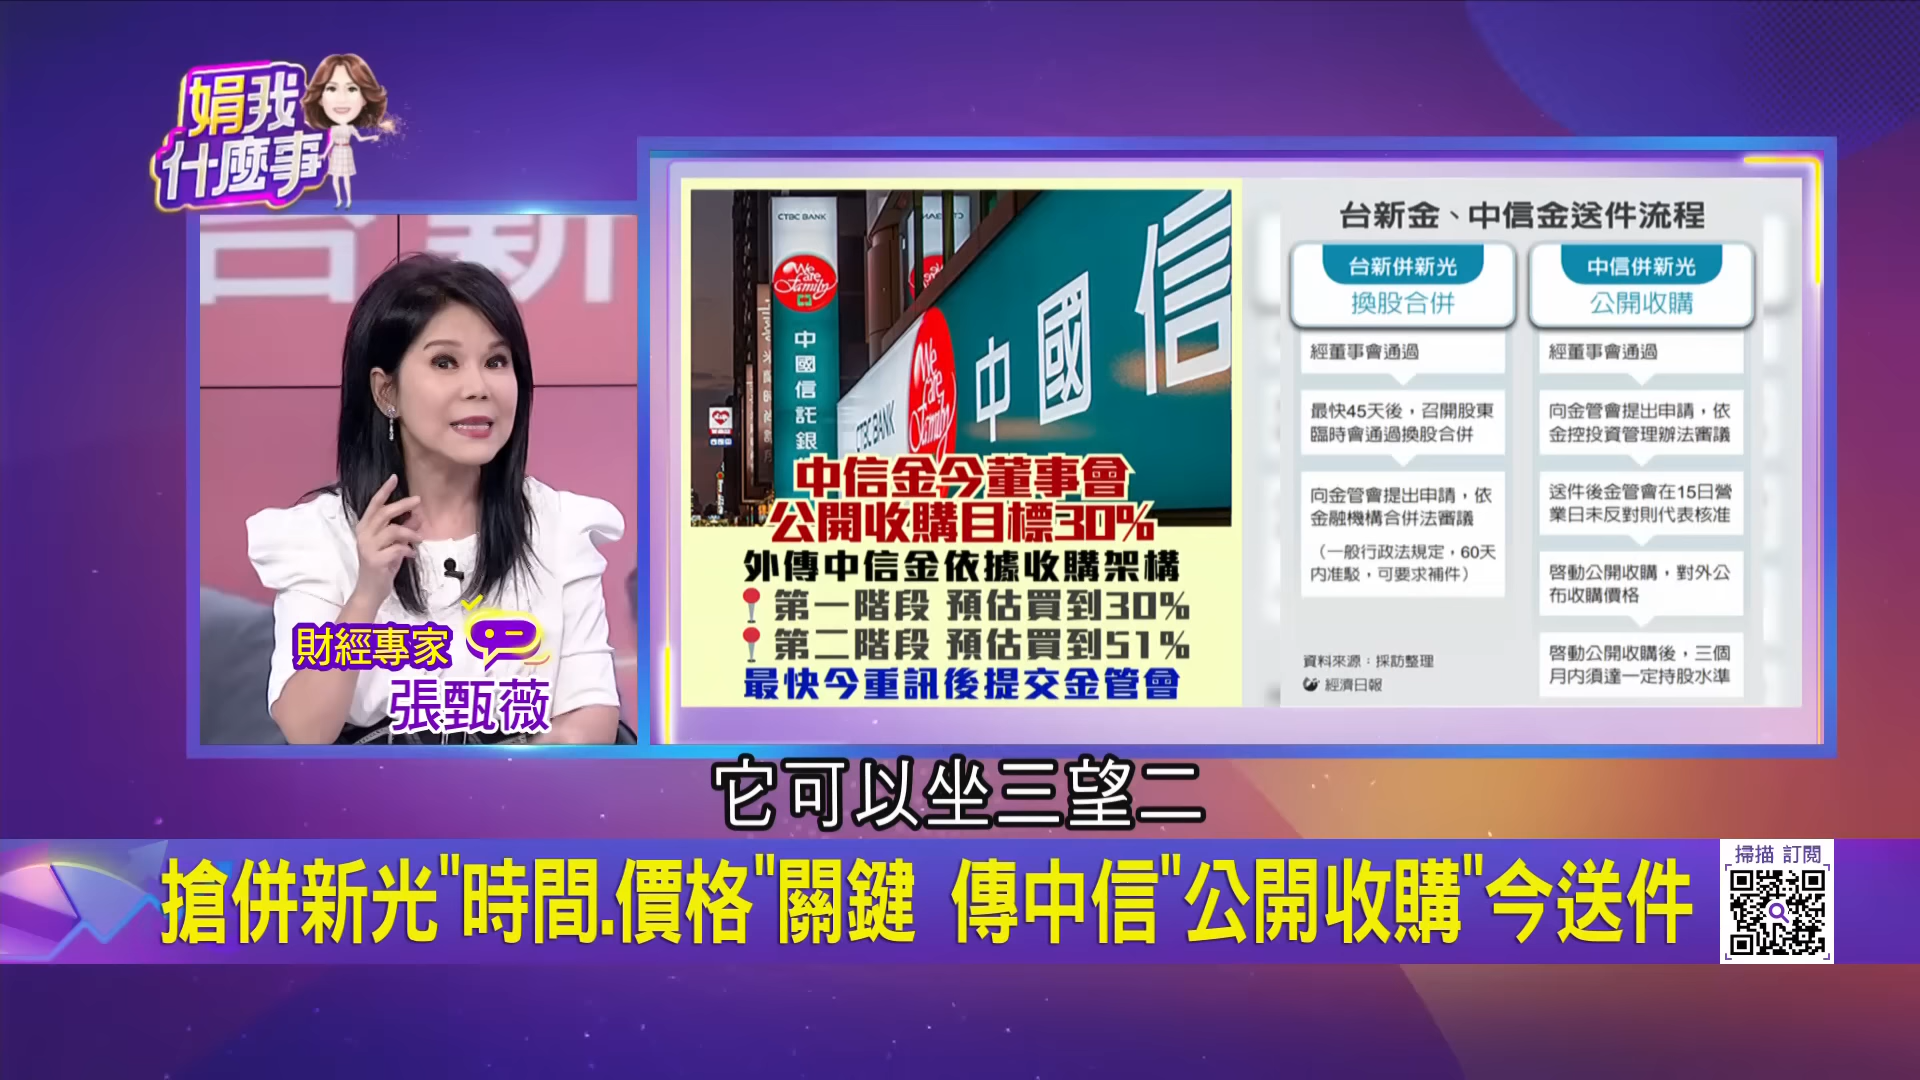 娟我
什麼事
台新
財經專家
張甄薇
CTBC BANK
We
are
Family
中國信託銀
CTBC BANK
We
are
Family
中國信
中信金今董事會
公開收購目標30%
外傳中信金依據收購架構
第一階段 預估買到30%
第二階段 預估買到51%
最快今重訊後提交金管會
台新金、中信金送件流程
台新併新光
換股合併
經董事會通過
最快45天後，召開股東
臨時會通過換股合併
向金管會提出申請，依
金融機構合併法審議
（一般行政法規定，60天
內准駁，可要求補件）
資料來源：採訪整理
經濟日報
中信併新光
公開收購
經董事會通過
向金管會提出申請，依
金控投資管理辦法審議
送件後金管會在15日營
業日未反對則代表核准
啓動公開收購，對外公
布收購價格
啓動公開收購後，三個
月內須達一定持股水準
它可以坐三望二
搶併新光"時間.價格"關鍵 傳中信"公開收購"今送件
掃描 訂閱